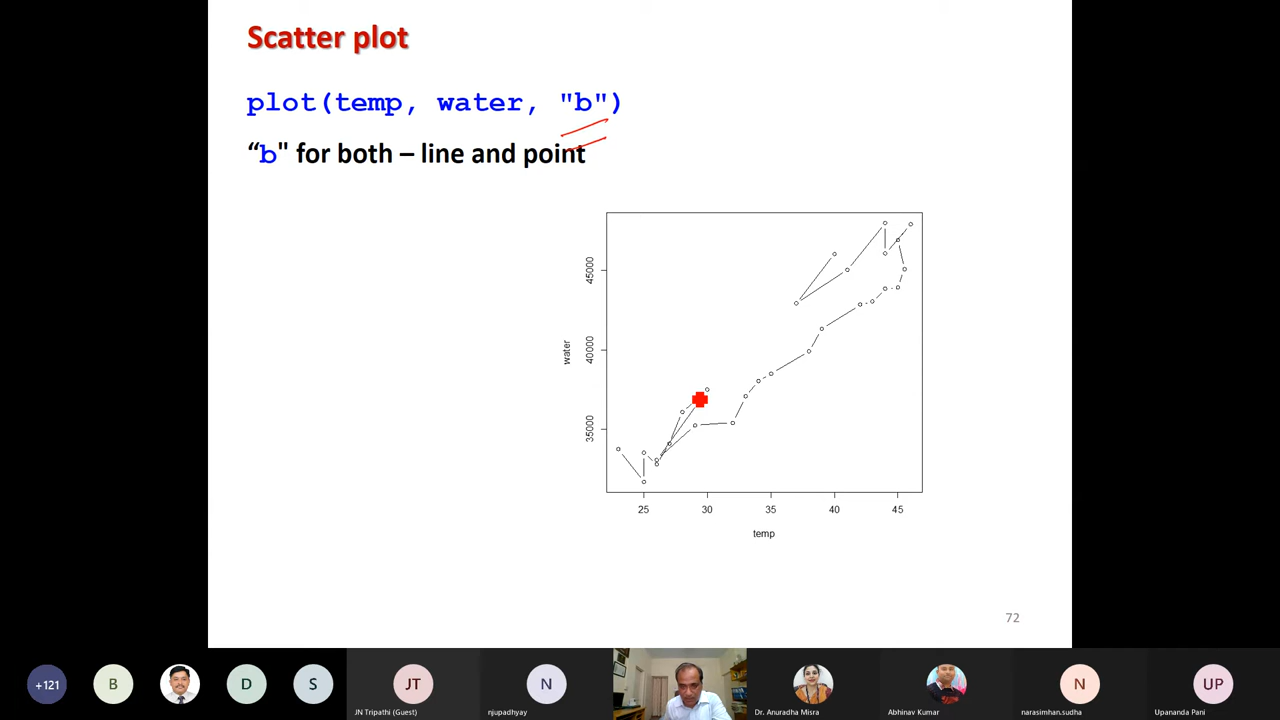 Scatter plot
plot(temp, water, "b")
“b" for both – line and point
45000
40000
35000
water
25 30 35 40 45
temp
72
+121
B
D
S
JT
N
N
UP
JN Tripathi (Guest)
njupadhyay
Dr. Anuradha Misra
Abhinav Kumar
narasimhan.sudha
Upananda Pani